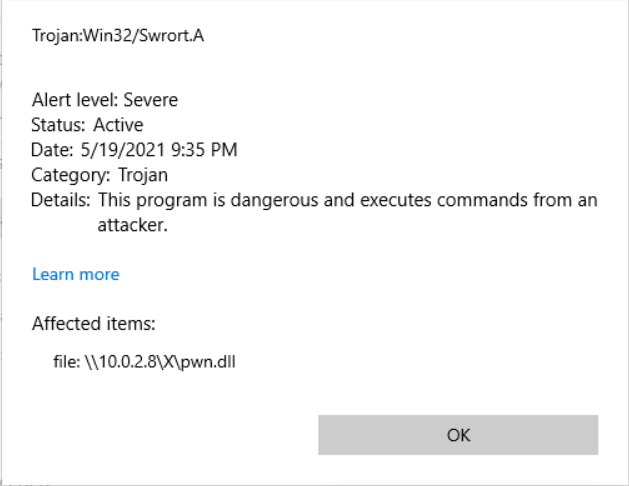 Trojan:Win32/Swrort.A
Alert level: Severe
Status: Active
Date: 5/19/2021 9:35 PM
Category: Trojan
Details: This program is dangerous and executes commands from an
attacker.
Learn more
Affected items:
file: \\10.0.2.8\X\pwn.dll
OK